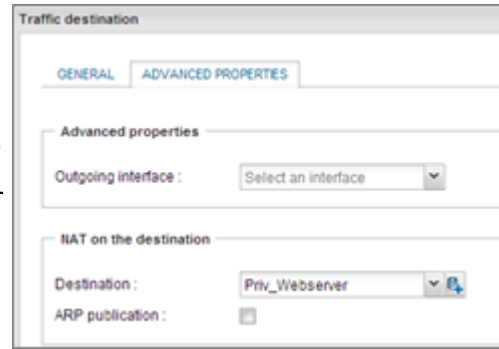 Traffic destination
GENERAL ADVANCED PROPERTIES
Advanced properties
Outgoing interface : Select an interface
NAT on the destination
Destination : Priv_Webserver
ARP publication :